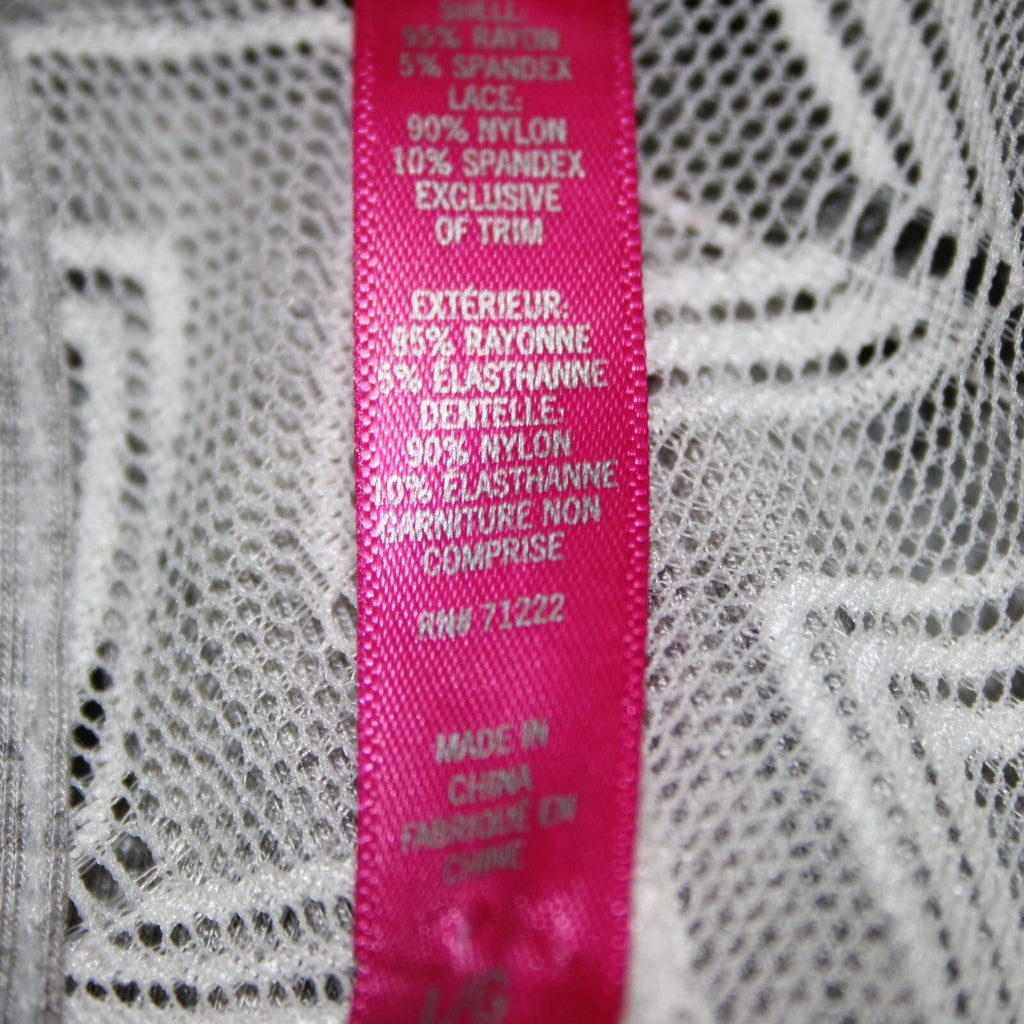 SHELL:
95% RAYON
5% SPANDEX
LACE:
90% NYLON
10% SPANDEX
EXCLUSIVE
OF TRIM
EXTÉRIEUR:
95% RAYONNE
5% ÉLASTHANNE
DENTELLE:
90% NYLON
10% ÉLASTHANNE
GARNITURE NON
COMPRISE
RN# 71222
MADE IN
CHINA
FABRIQUÉ EN
CHINE
L/G